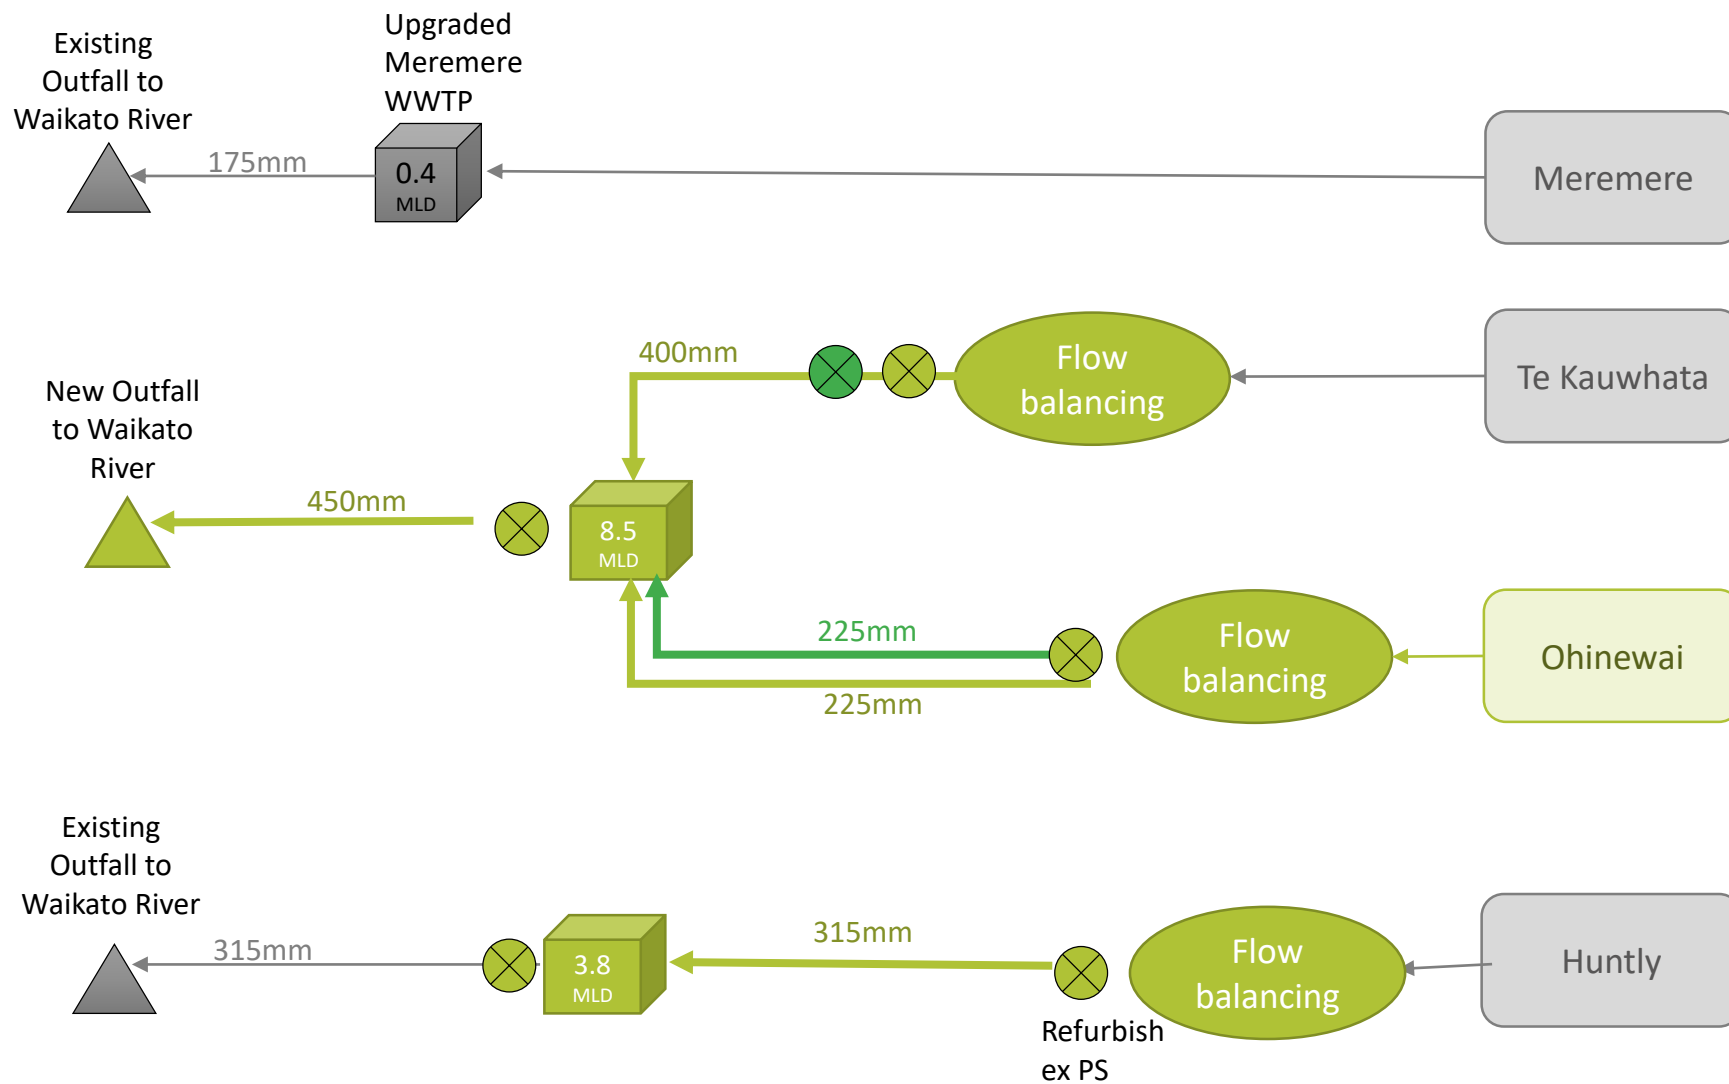 Existing
Outfall to
Waikato River
Upgraded
Meremere
WWTP
175mm
0.4
MLD
Meremere
New Outfall
to Waikato
River
450mm
400mm
Flow
balancing
Te Kauwhata
8.5
MLD
225mm
225mm
Flow
balancing
Ohinewai
Existing
Outfall to
Waikato River
315mm
3.8
MLD
315mm
Refurbish
ex PS
Flow
balancing
Huntly